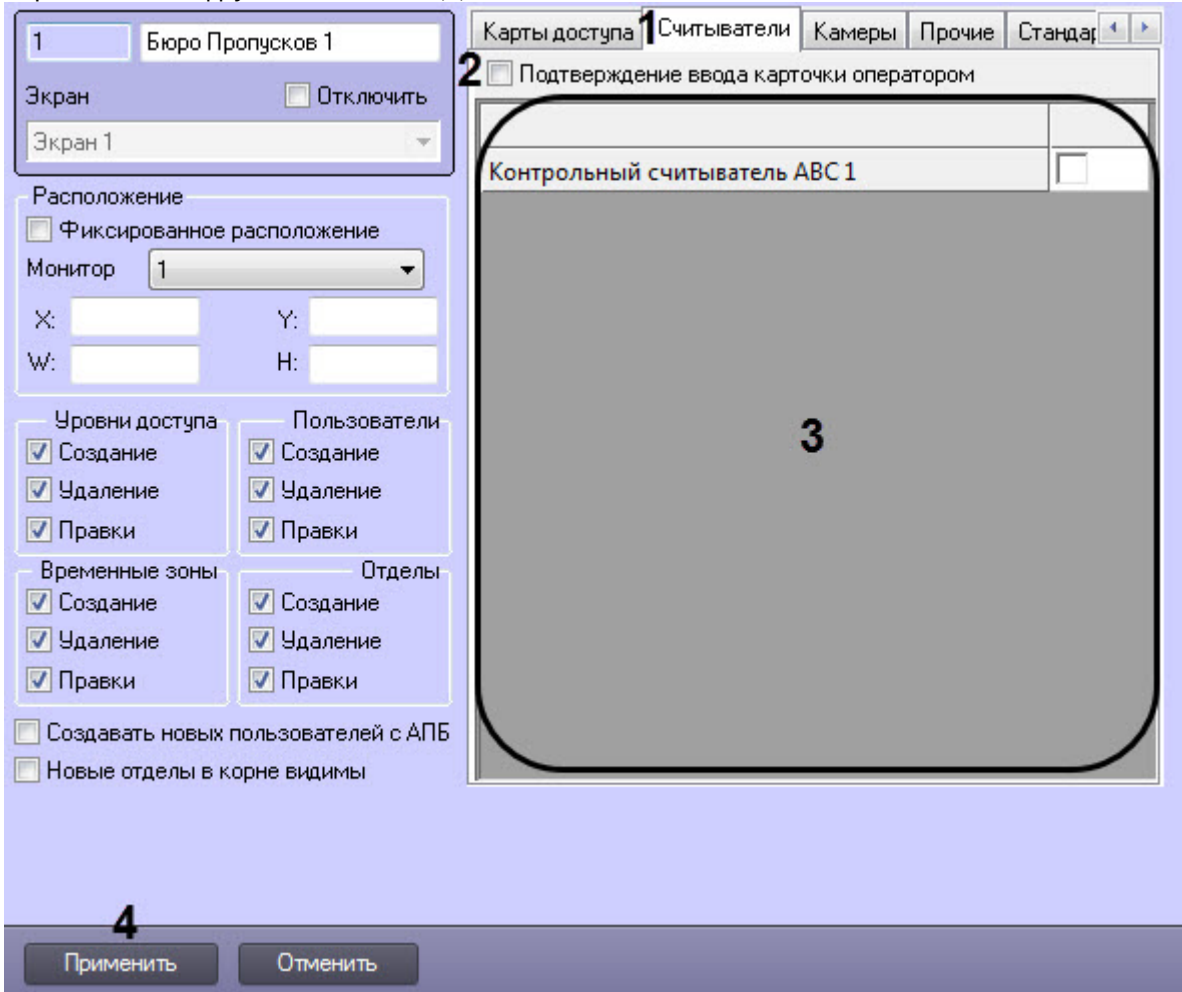 1 Бюро Пропусков 1
Экран Отключить
Экран 1
Расположение
Фиксированное расположение
Монитор 1
X: Y:
W: H:
Уровни доступа Пользователи
Создание Создание
Удаление Удаление
Правки Правки
Временные зоны Отделы
Создание Создание
Удаление Удаление
Правки Правки
Создавать новых пользователей с АПБ
Новые отделы в корне видимы
Карты доступа 1 Считыватели Камеры Прочие Стандар
2 Подтверждение ввода карточки оператором
Контрольный считыватель ABC 1
3
4
Применить Отменить